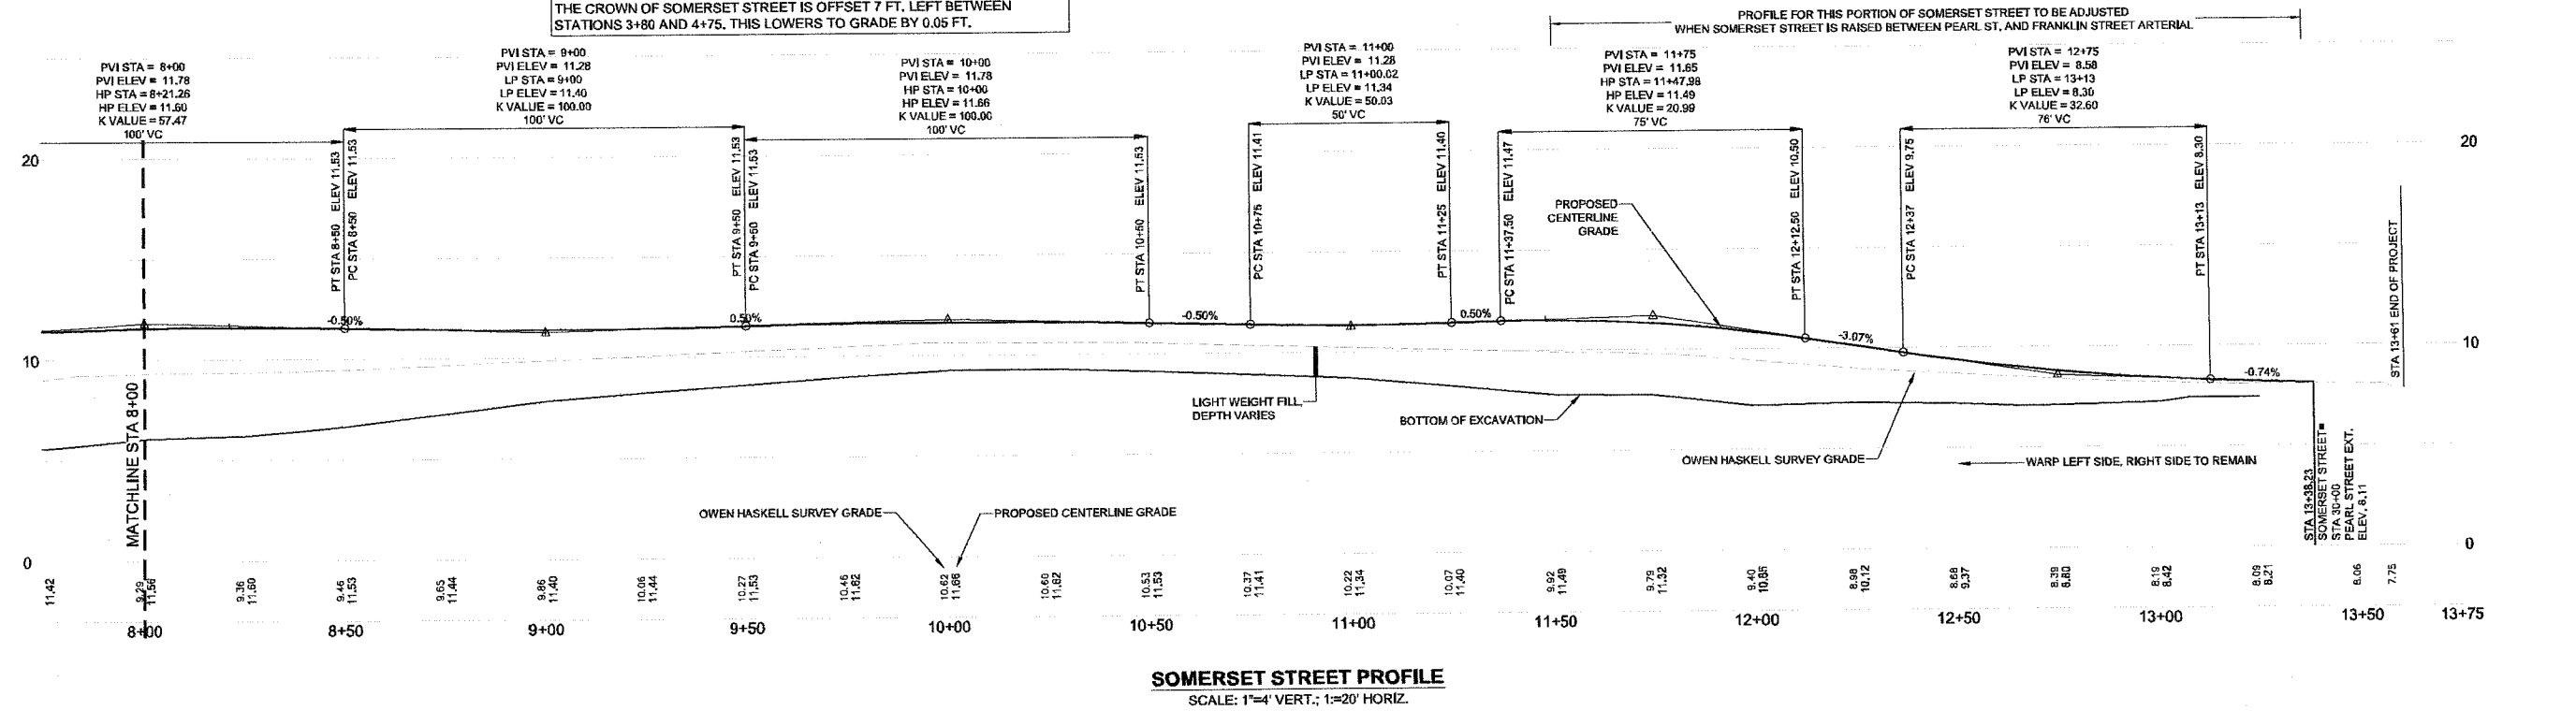 THE CROWN OF SOMERSET STREET IS OFFSET 7 FT. LEFT BETWEEN
STATIONS 3+80 AND 4+75. THIS LOWERS TO GRADE BY 0.05 FT.
PROFILE FOR THIS PORTION OF SOMERSET STREET TO BE ADJUSTED
WHEN SOMERSET STREET IS RAISED BETWEEN PEARL ST. AND FRANKLIN STREET ARTERIAL
PVI STA = 8+00
PVI ELEV = 11.78
HP STA = 8+21.26
HP ELEV = 11.60
K VALUE = 57.47
100' VC
PVI STA = 9+00
PVI ELEV = 11.28
LP STA = 9+00
LP ELEV = 11.40
K VALUE = 100.00
100' VC
PVI STA = 10+00
PVI ELEV = 11.78
HP STA = 10+00
HP ELEV = 11.66
K VALUE = 100.00
100' VC
PVI STA = 11+00
PVI ELEV = 11.28
LP STA = 11+00.02
LP ELEV = 11.34
K VALUE = 50.03
50' VC
PVI STA = 11+75
PVI ELEV = 11.65
HP STA = 11+47.98
HP ELEV = 11.49
K VALUE = 20.99
75' VC
PVI STA = 12+75
PVI ELEV = 8.58
LP STA = 13+13
LP ELEV = 8.30
K VALUE = 32.60
76' VC
20
20
PT STA 8+50 ELEV 11.53
PC STA 8+50 ELEV 11.53
PT STA 9+50 ELEV 11.53
PC STA 9+50 ELEV 11.53
PT STA 10+50 ELEV 11.53
PC STA 10+75 ELEV 11.41
PT STA 11+25 ELEV 11.40
PC STA 11+37.50 ELEV 11.47
PT STA 12+12.50 ELEV 10.50
PC STA 12+37 ELEV 9.75
PT STA 13+13 ELEV 8.30
PROPOSED
CENTERLINE
GRADE
STA 13+61 END OF PROJECT
-0.50%
0.50%
-0.50%
0.50%
-3.07%
-0.74%
10
10
MATCHLINE STA 8+00
LIGHT WEIGHT FILL,
DEPTH VARIES
BOTTOM OF EXCAVATION
OWEN HASKELL SURVEY GRADE
WARP LEFT SIDE, RIGHT SIDE TO REMAIN
OWEN HASKELL SURVEY GRADE
PROPOSED CENTERLINE GRADE
STA 13+38.23
SOMERSET STREET=
STA 30+00
PEARL STREET EXT.
ELEV. 8.11
0
0
11.42
9.29
11.56
9.36
11.60
9.46
11.53
9.65
11.44
9.86
11.40
10.06
11.44
10.27
11.53
10.46
11.62
10.62
11.66
10.60
11.62
10.53
11.53
10.37
11.41
10.22
11.34
10.07
11.40
9.92
11.49
9.79
11.32
9.40
10.85
8.98
10.12
8.68
9.37
8.39
8.80
8.19
8.42
8.09
8.21
8.06
7.75
8+00
8+50
9+00
9+50
10+00
10+50
11+00
11+50
12+00
12+50
13+00
13+50
13+75
SOMERSET STREET PROFILE
SCALE: 1"=4' VERT.; 1:=20' HORIZ.